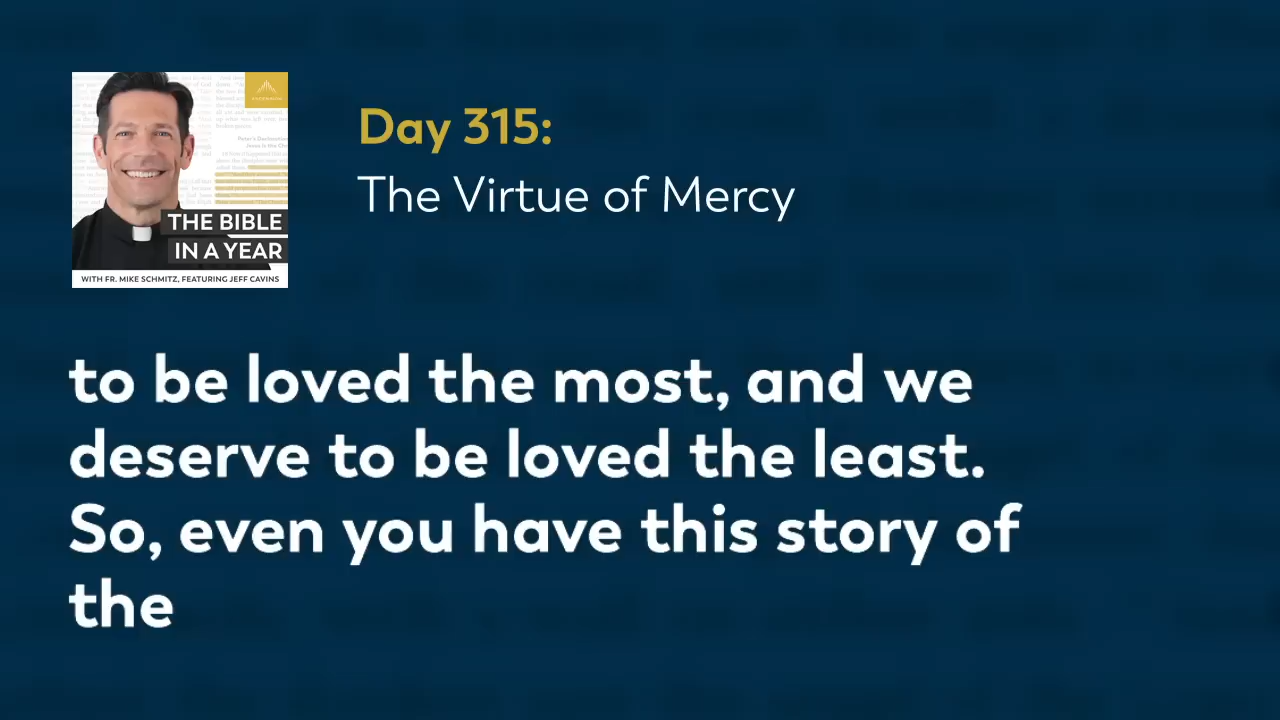 Day 315:
The Virtue of Mercy
THE BIBLE
IN A YEAR
WITH FR. MIKE SCHMITZ, FEATURING JEFF CAVINS
to be loved the most, and we
deserve to be loved the least.
So, even you have this story of
the